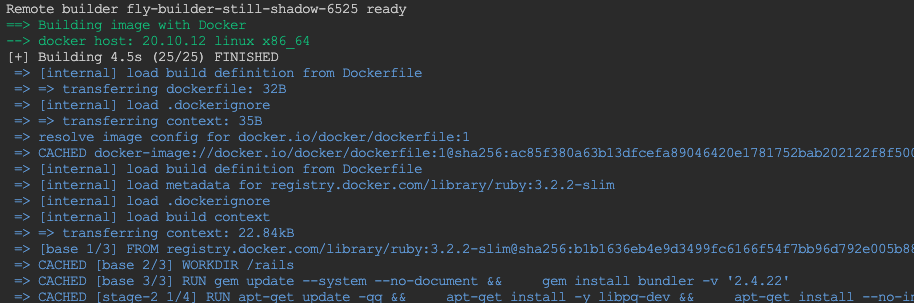 Remote builder fly-builder-still-shadow-6525 ready
==> Building image with Docker
--> docker host: 20.10.12 linux x86_64
[+] Building 4.5s (25/25) FINISHED
=> [internal] load build definition from Dockerfile
=> => transferring dockerfile: 32B
=> [internal] load .dockerignore
=> => transferring context: 35B
=> resolve image config for docker.io/docker/dockerfile:1
=> CACHED docker-image://docker.io/docker/dockerfile:1@sha256:ac85f380a63b13dfcefa89046420e1781752bab202122f8f500
=> [internal] load build definition from Dockerfile
=> [internal] load metadata for registry.docker.com/library/ruby:3.2.2-slim
=> [internal] load .dockerignore
=> [internal] load build context
=> => transferring context: 22.84kB
=> [base 1/3] FROM registry.docker.com/library/ruby:3.2.2-slim@sha256:b1b1636eb4e9d3499fc6166f54f7bb96d792e005b88
=> CACHED [base 2/3] WORKDIR /rails
=> CACHED [base 3/3] RUN gem update --system --no-document &&     gem install bundler -v '2.4.22'
=> CACHED [stage-2 1/4] RUN apt-get update -qq &&     apt-get install -y libpq-dev &&     apt-get install --no-i